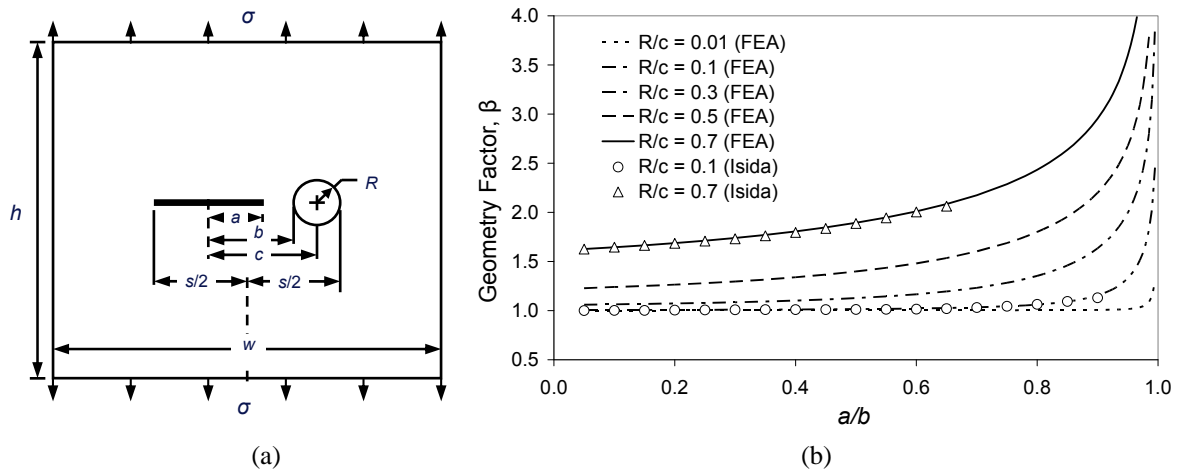 σ
h
R
a
b
c
s/2
s/2
w
σ
(a)
Geometry Factor, β
4.0
3.5
3.0
2.5
2.0
1.5
1.0
0.5
R/c = 0.01 (FEA)
R/c = 0.1 (FEA)
R/c = 0.3 (FEA)
R/c = 0.5 (FEA)
R/c = 0.7 (FEA)
R/c = 0.1 (Isida)
R/c = 0.7 (Isida)
0.0 0.2 0.4 0.6 0.8 1.0
a/b
(b)